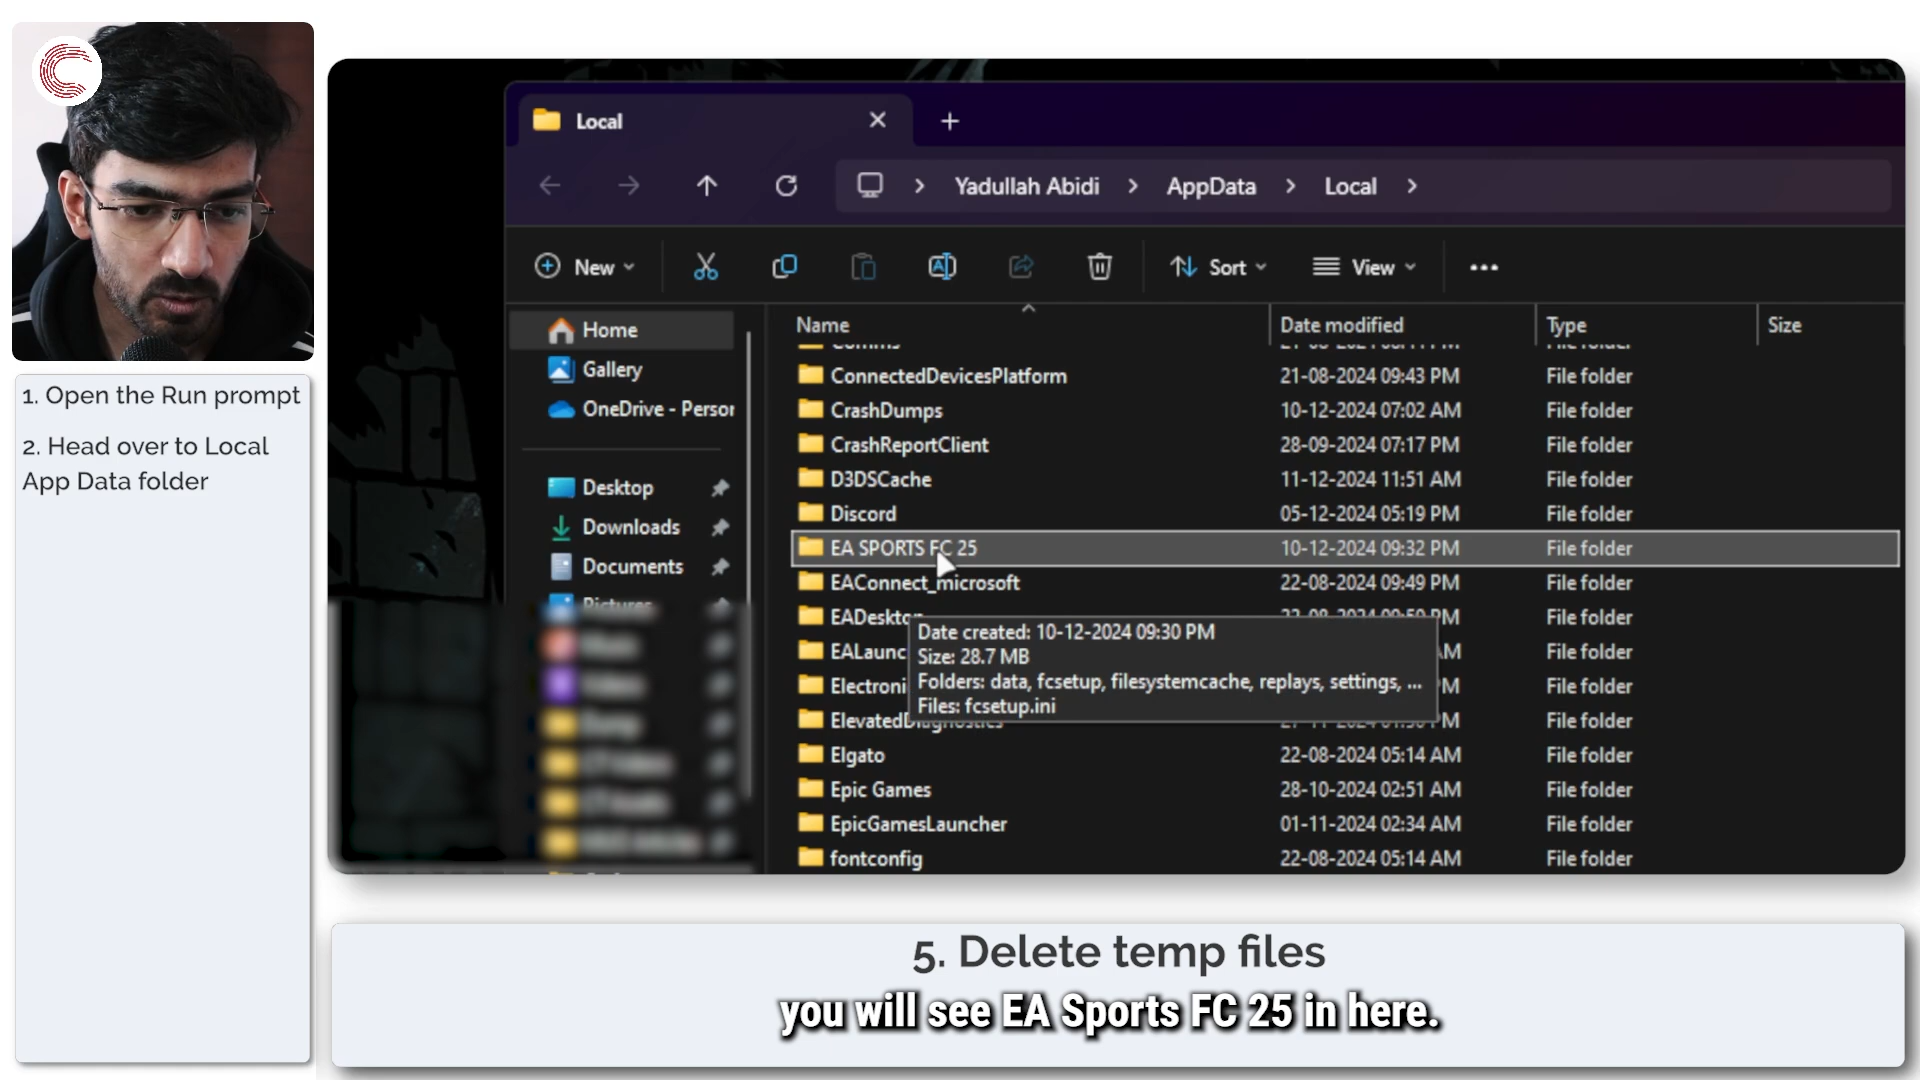 1. Open the Run prompt
2. Head over to Local
App Data folder
Local
Yadullah Abidi > AppData > Local >
New
Sort
View
Home
Gallery
OneDrive - Persor
Desktop
Downloads
Documents
Pictures
Name Date modified Type Size
ConnectedDevicesPlatform 21-08-2024 09:43 PM File folder
CrashDumps 10-12-2024 07:02 AM File folder
CrashReportClient 28-09-2024 07:17 PM File folder
D3DSCache 11-12-2024 11:51 AM File folder
Discord 05-12-2024 05:19 PM File folder
EA SPORTS FC 25 10-12-2024 09:32 PM File folder
EAConnect_microsoft 22-08-2024 09:49 PM File folder
EADesktop File folder
EALaunc AM File folder
Electroni PM File folder
ElevatedDiagnostics PM File folder
Elgato 22-08-2024 05:14 AM File folder
Epic Games 28-10-2024 02:51 AM File folder
EpicGamesLauncher 01-11-2024 02:34 AM File folder
fontconfig 22-08-2024 05:14 AM File folder
Date created: 10-12-2024 09:30 PM
Size: 28.7 MB
Folders: data, fcsetup, filesystemcache, replays, settings, ...
Files: fcsetup.ini
5. Delete temp files
you will see EA Sports FC 25 in here.